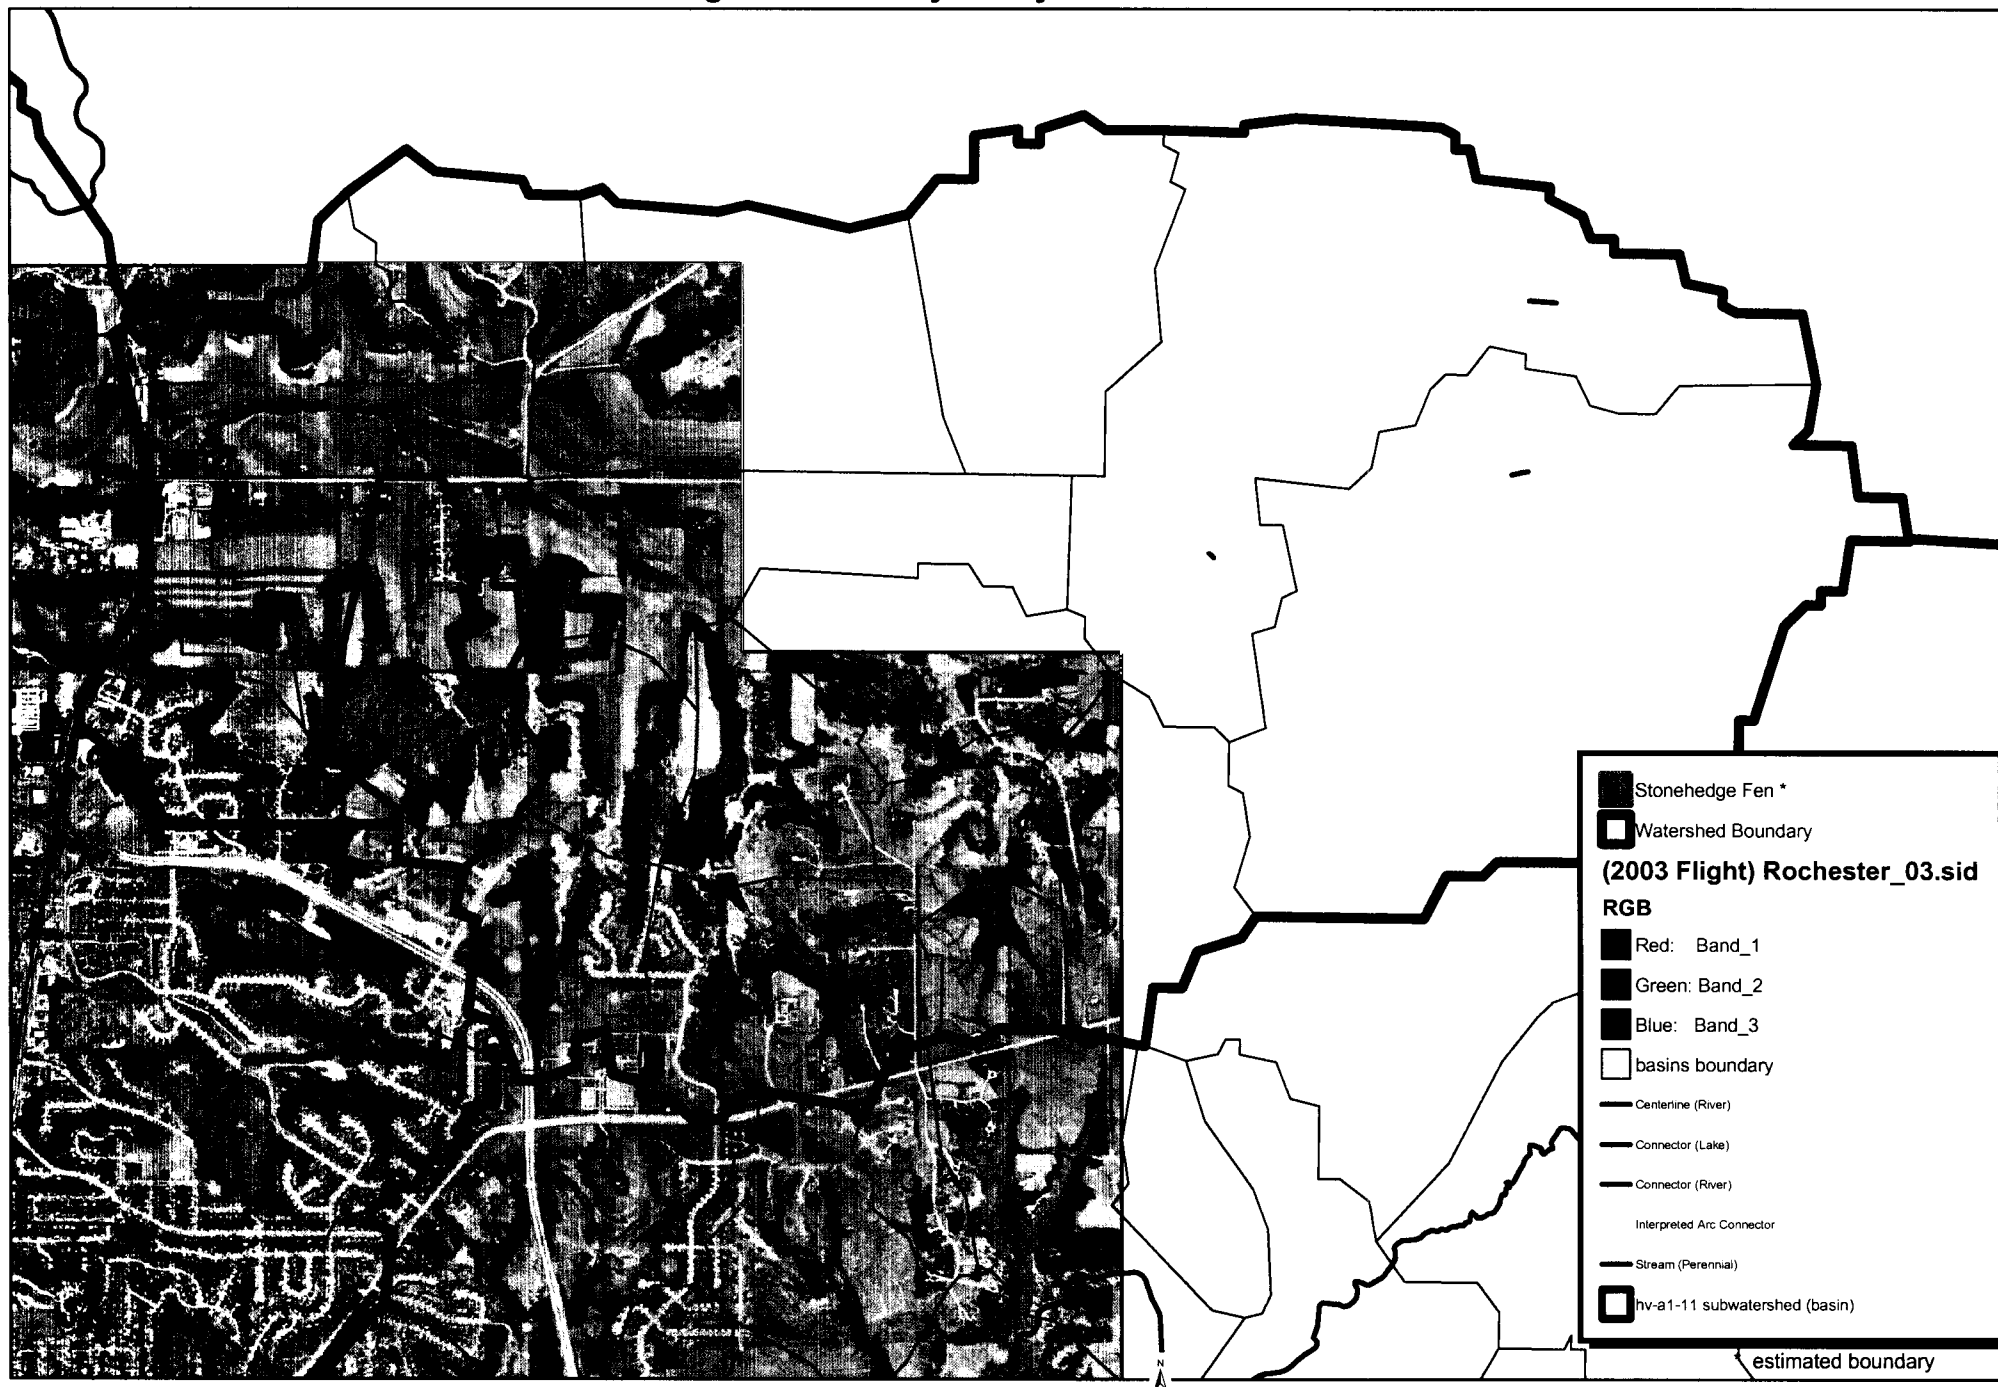 Stonehedge Fen *
Watershed Boundary
(2003 Flight) Rochester_03.sid
RGB
Red: Band_1
Green: Band_2
Blue: Band_3
basins boundary
Centerline (River)
Connector (Lake)
Connector (River)
Interpreted Arc Connector
Stream (Perennial)
hv-a1-11 subwatershed (basin)
* estimated boundary
N